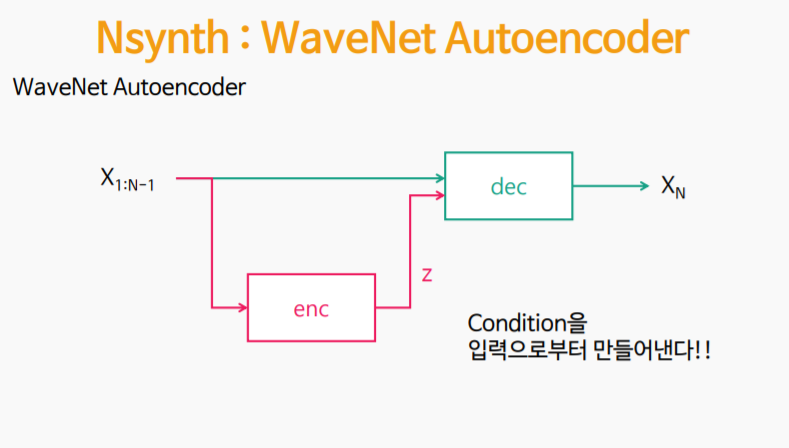 Nsynth : WaveNet Autoencoder
WaveNet Autoencoder
X1:N-1
dec
XN
z
enc
Condition을
입력으로부터 만들어낸다!!